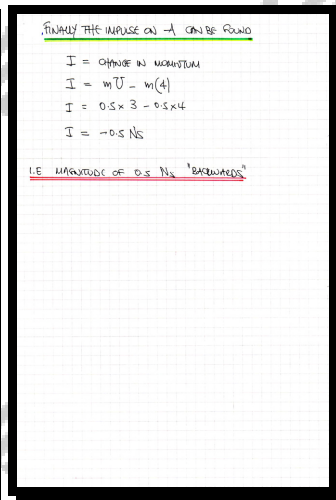 FINALLY THE IMPULSE ON A CAN BE FOUND
I = CHANGE IN MOMENTUM
I = mU - m(4)
I = 0.5 × 3 - 0.5 × 4
I = -0.5 Ns
I.E MAGNITUDE OF 0.5 Ns "BACKWARDS"